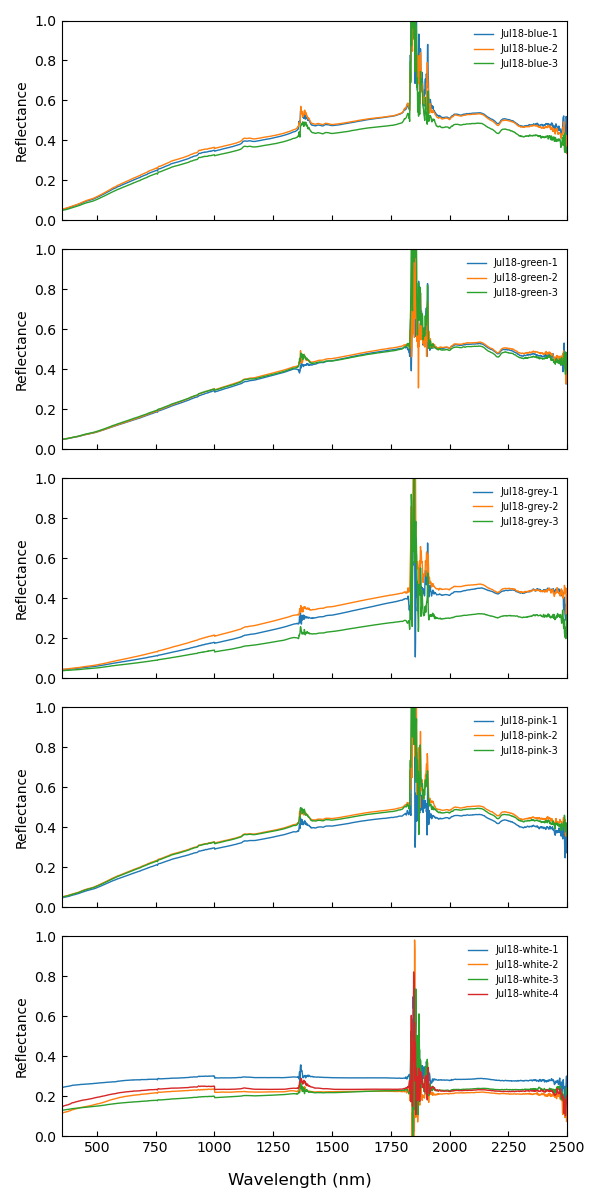 1.0
0.8
0.6
0.4
0.2
0.0
Reflectance
Jul18-blue-1
Jul18-blue-2
Jul18-blue-3
1.0
0.8
0.6
0.4
0.2
0.0
Reflectance
Jul18-green-1
Jul18-green-2
Jul18-green-3
1.0
0.8
0.6
0.4
0.2
0.0
Reflectance
Jul18-grey-1
Jul18-grey-2
Jul18-grey-3
1.0
0.8
0.6
0.4
0.2
0.0
Reflectance
Jul18-pink-1
Jul18-pink-2
Jul18-pink-3
1.0
0.8
0.6
0.4
0.2
0.0
Reflectance
Jul18-white-1
Jul18-white-2
Jul18-white-3
Jul18-white-4
500 750 1000 1250 1500 1750 2000 2250 2500
Wavelength (nm)